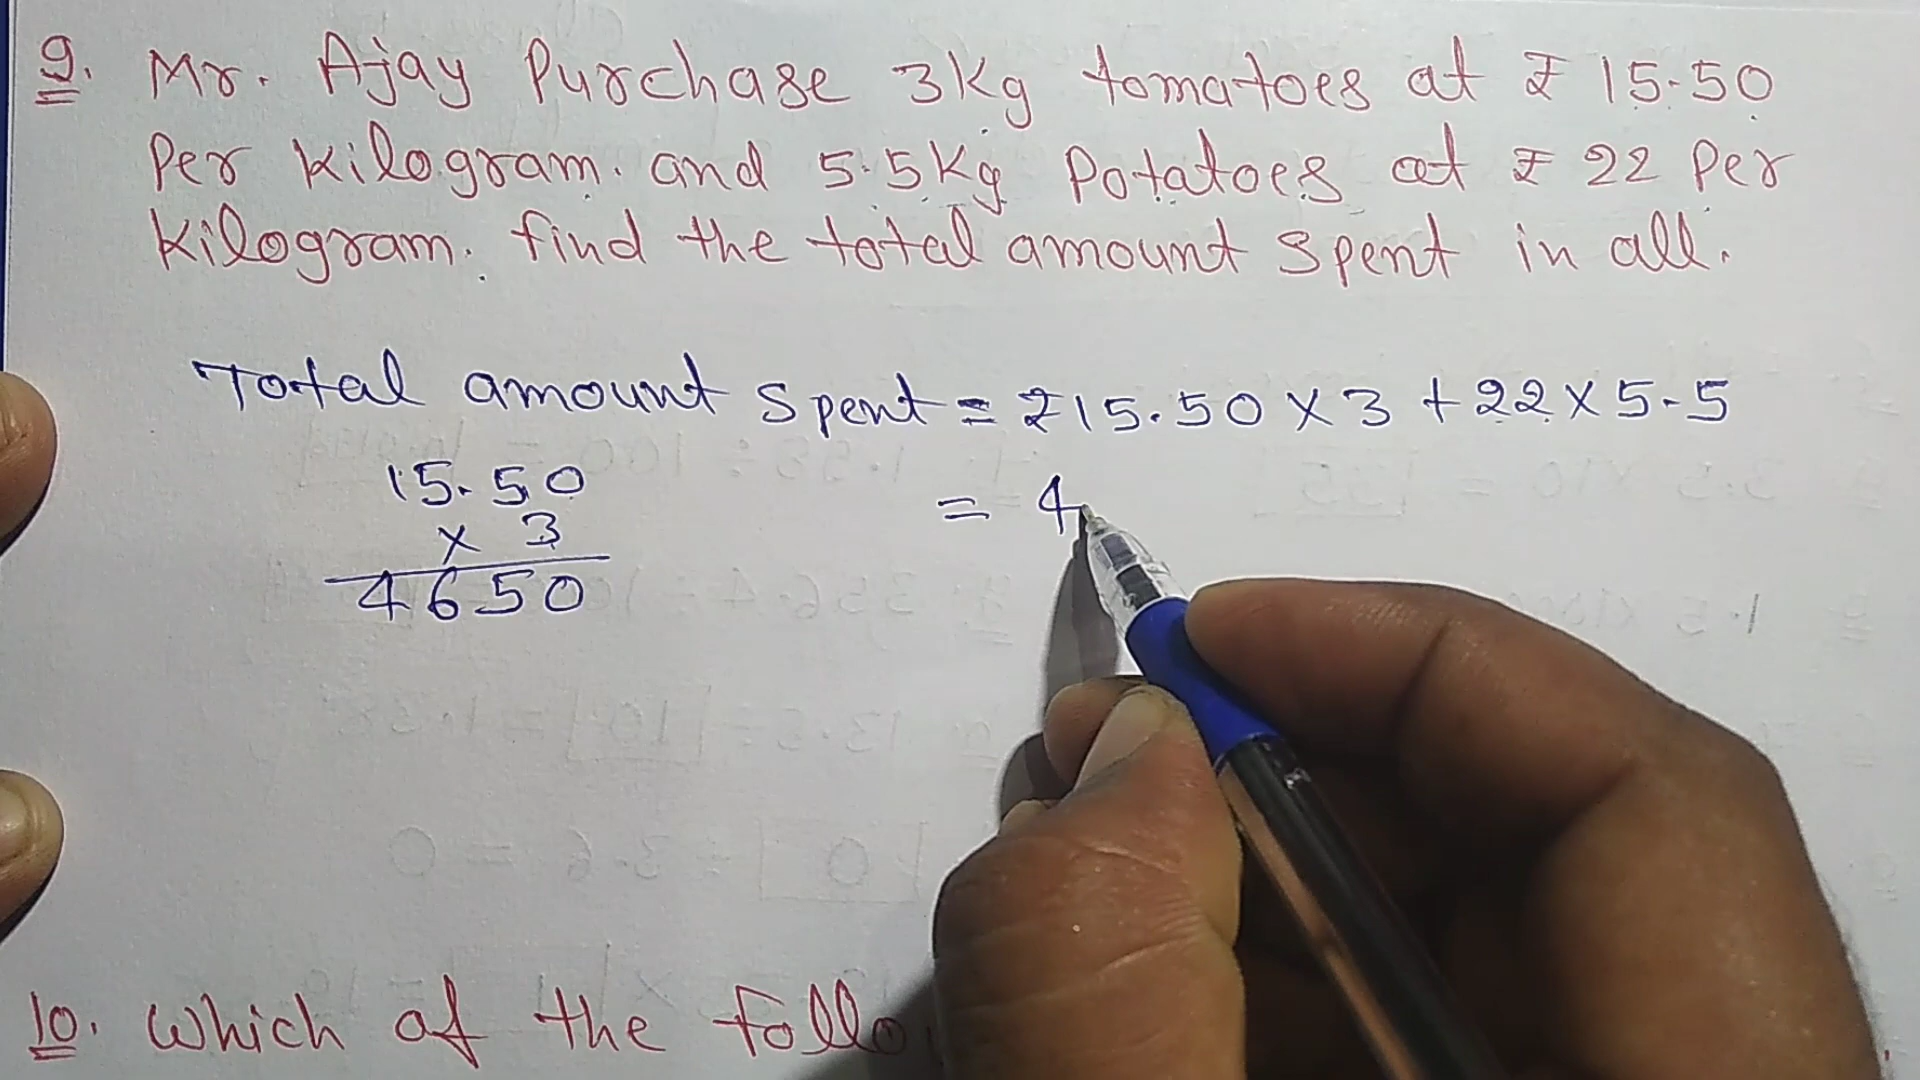 9. Mr. Ajay Purchase 3Kg tomatoes at ₹ 15.50
Per kilogram. and 5.5Kg Potatoes at ₹ 22 Per
kilogram. find the total amount spent in all.
Total amount spent = ₹15.50 × 3 + 22 × 5.5
15.50
× 3
4650
= 4
10. Which of the follo